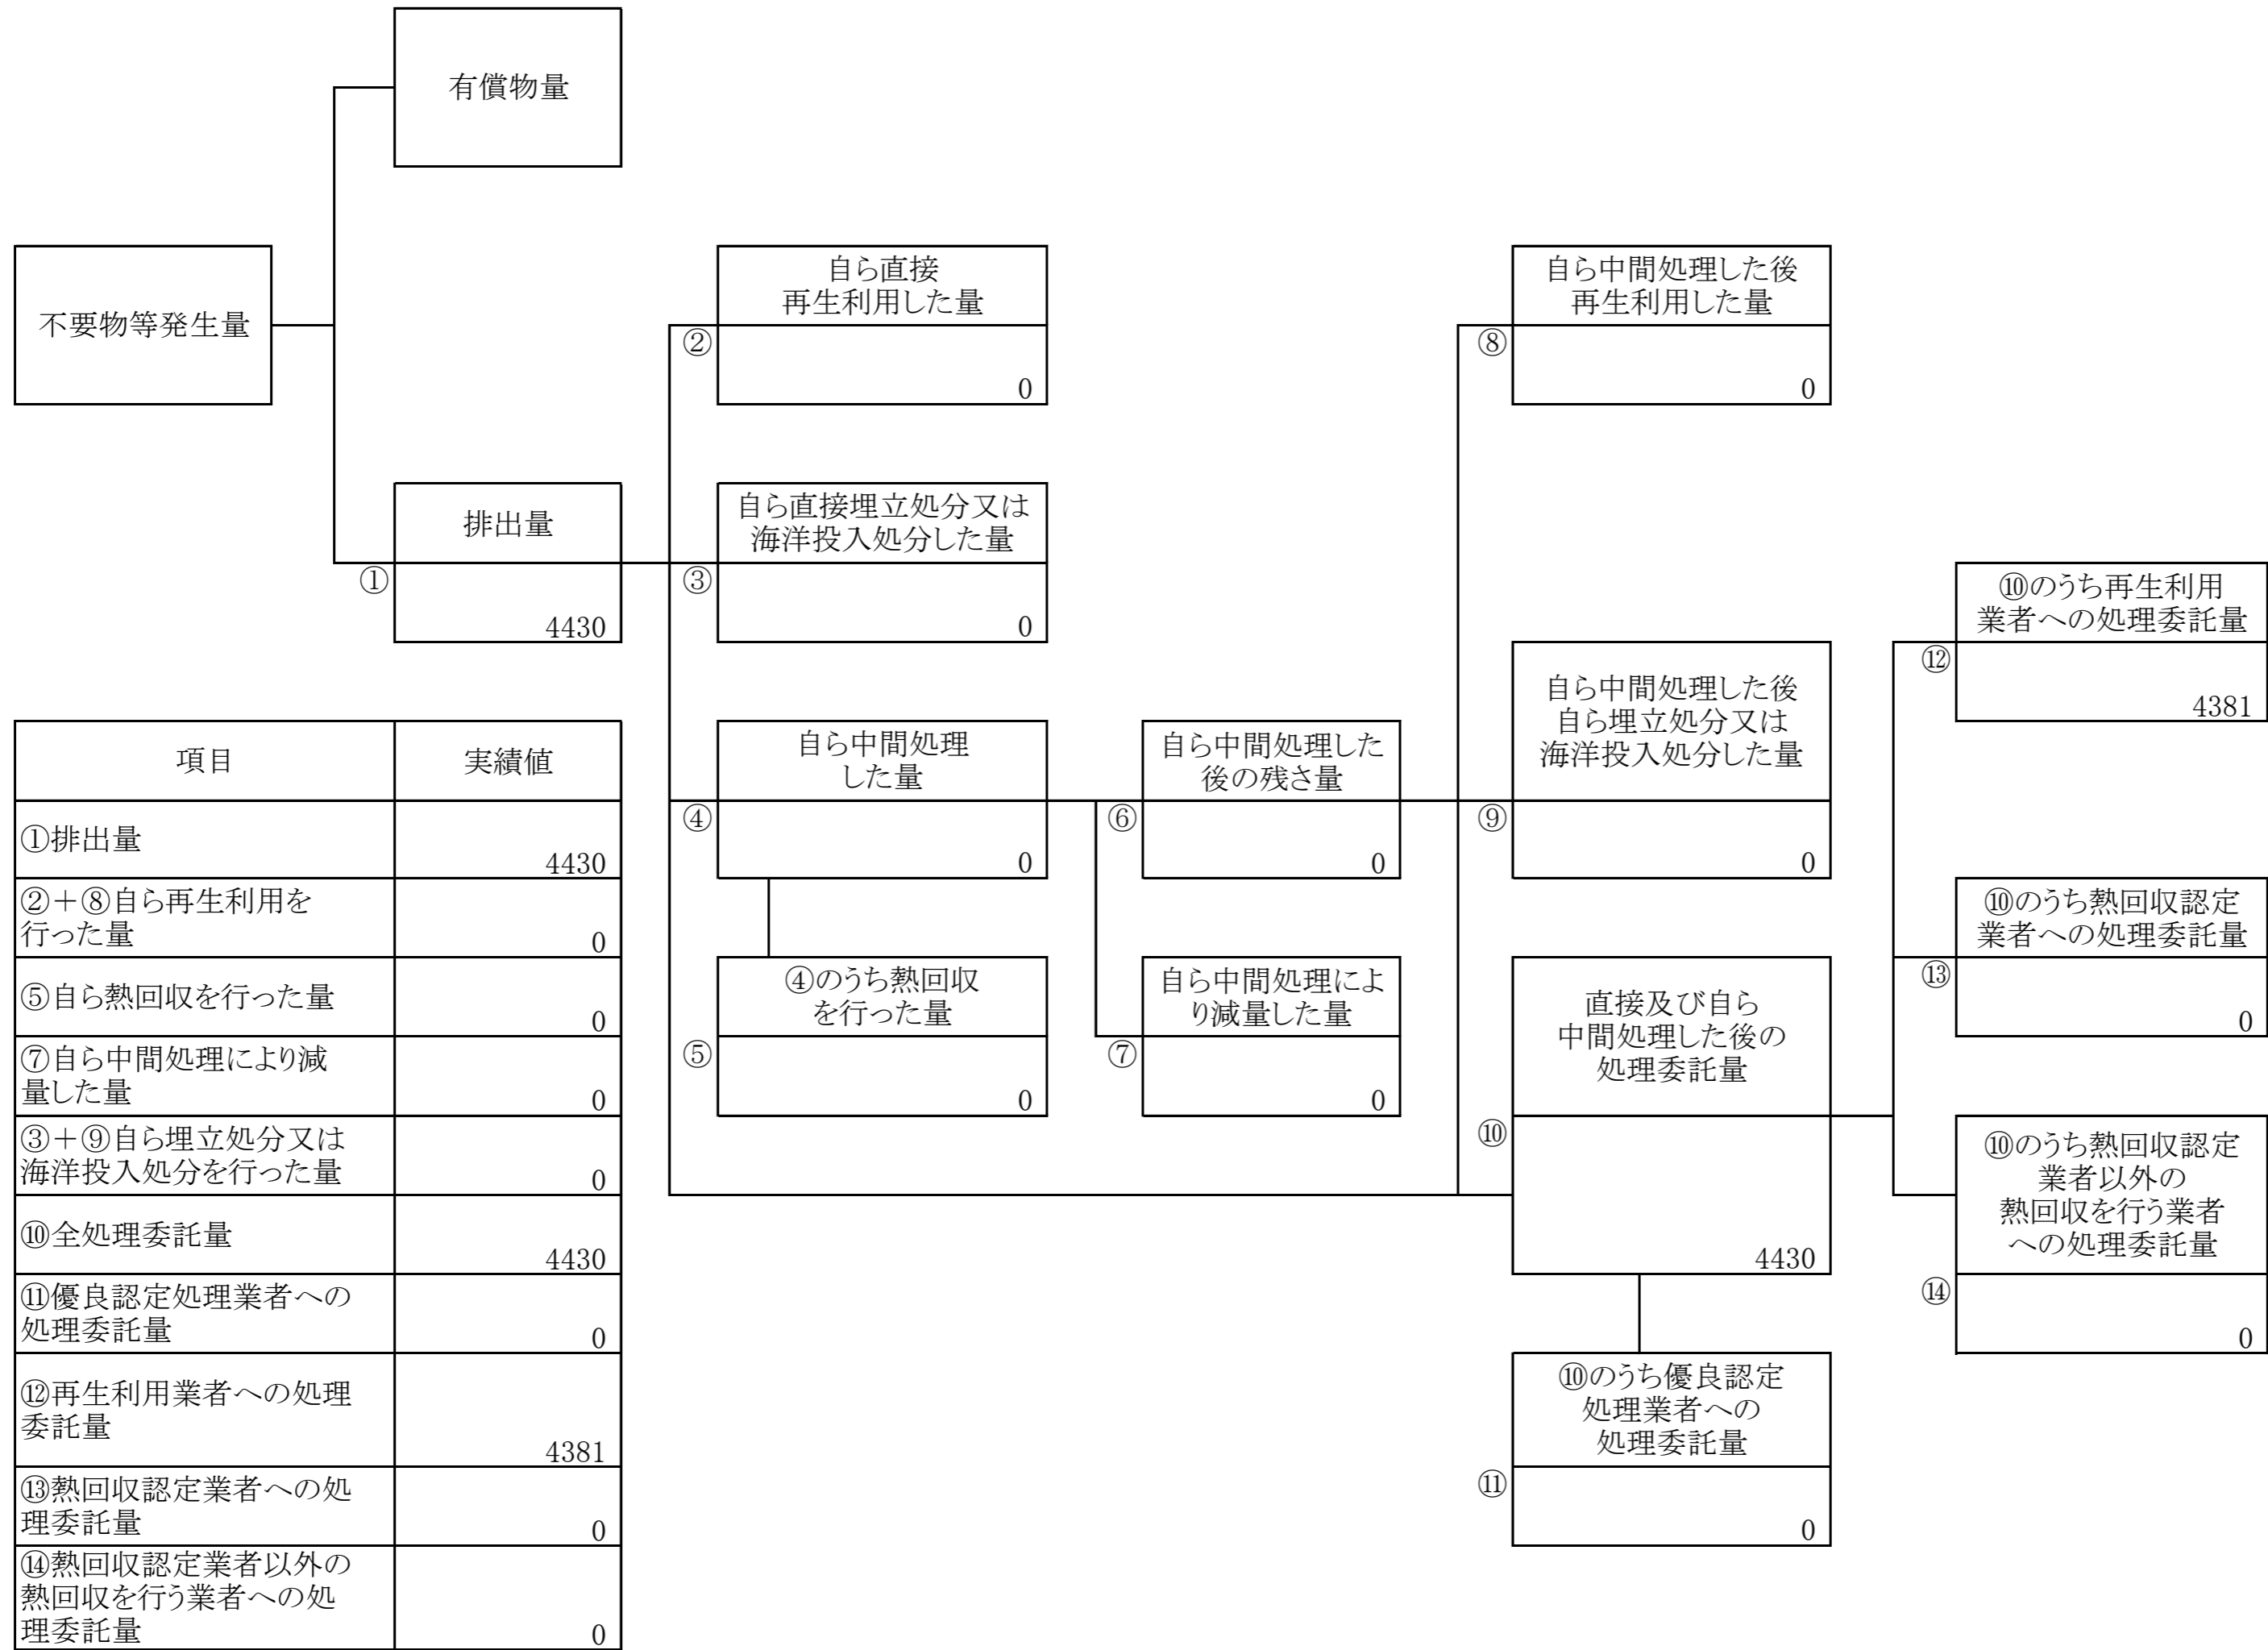 有償物量
不要物等発生量
排出量
①
4430
自ら直接
再生利用した量
②
0
自ら直接埋立処分又は
海洋投入処分した量
③
0
自ら中間処理
した量
④
0
④のうち熱回収
を行った量
⑤
0
自ら中間処理した
後の残さ量
⑥
0
自ら中間処理によ
り減量した量
⑦
0
自ら中間処理した後
再生利用した量
⑧
0
自ら中間処理した後
自ら埋立処分又は
海洋投入処分した量
⑨
0
直接及び自ら
中間処理した後の
処理委託量
⑩
4430
⑩のうち優良認定
処理業者への
処理委託量
⑪
0
⑩のうち再生利用
業者への処理委託量
⑫
4381
⑩のうち熱回収認定
業者への処理委託量
⑬
0
⑩のうち熱回収認定
業者以外の
熱回収を行う業者
への処理委託量
⑭
0
項目 実績値
①排出量
4430
②+⑧自ら再生利用を
行った量 0
⑤自ら熱回収を行った量
0
⑦自ら中間処理により減
量した量 0
③+⑨自ら埋立処分又は
海洋投入処分を行った量 0
⑩全処理委託量
4430
⑪優良認定処理業者への
処理委託量 0
⑫再生利用業者への処理
委託量
4381
⑬熱回収認定業者への処
理委託量 0
⑭熱回収認定業者以外の
熱回収を行う業者への処
理委託量 0